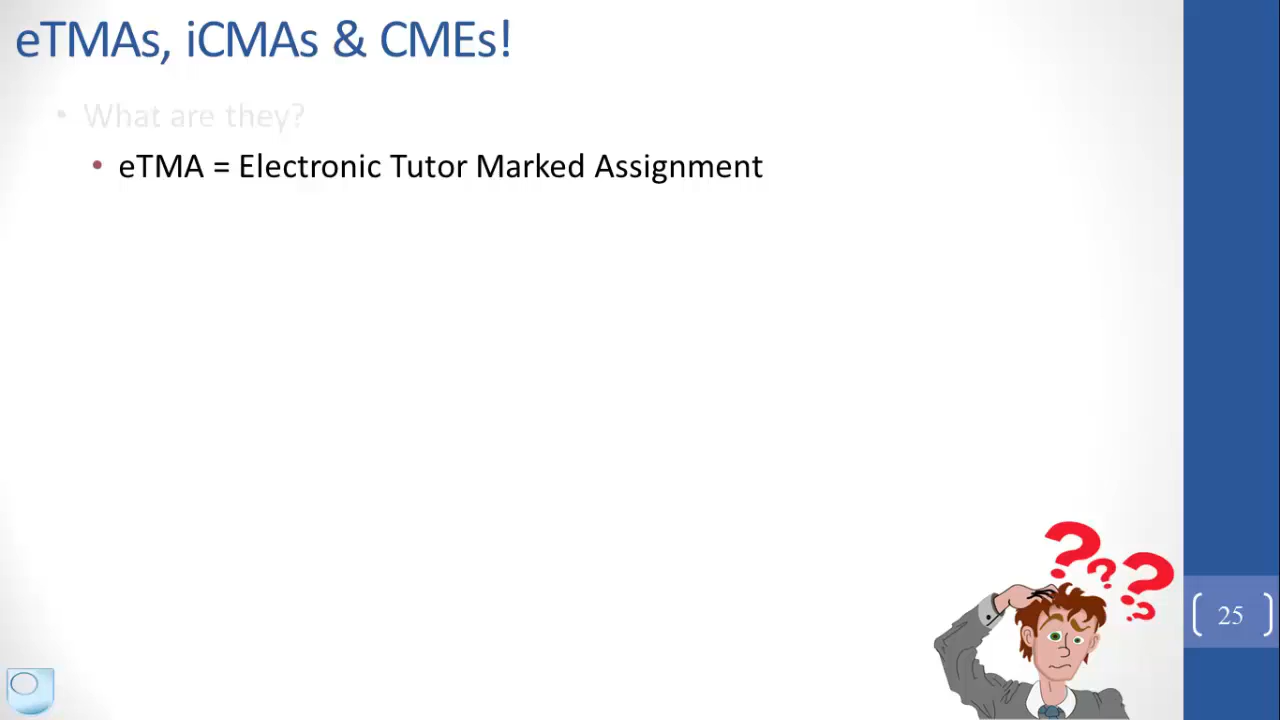 eTMAs, iCMAs & CMEs!
• What are they?
• eTMA = Electronic Tutor Marked Assignment
? ? ? ?
25